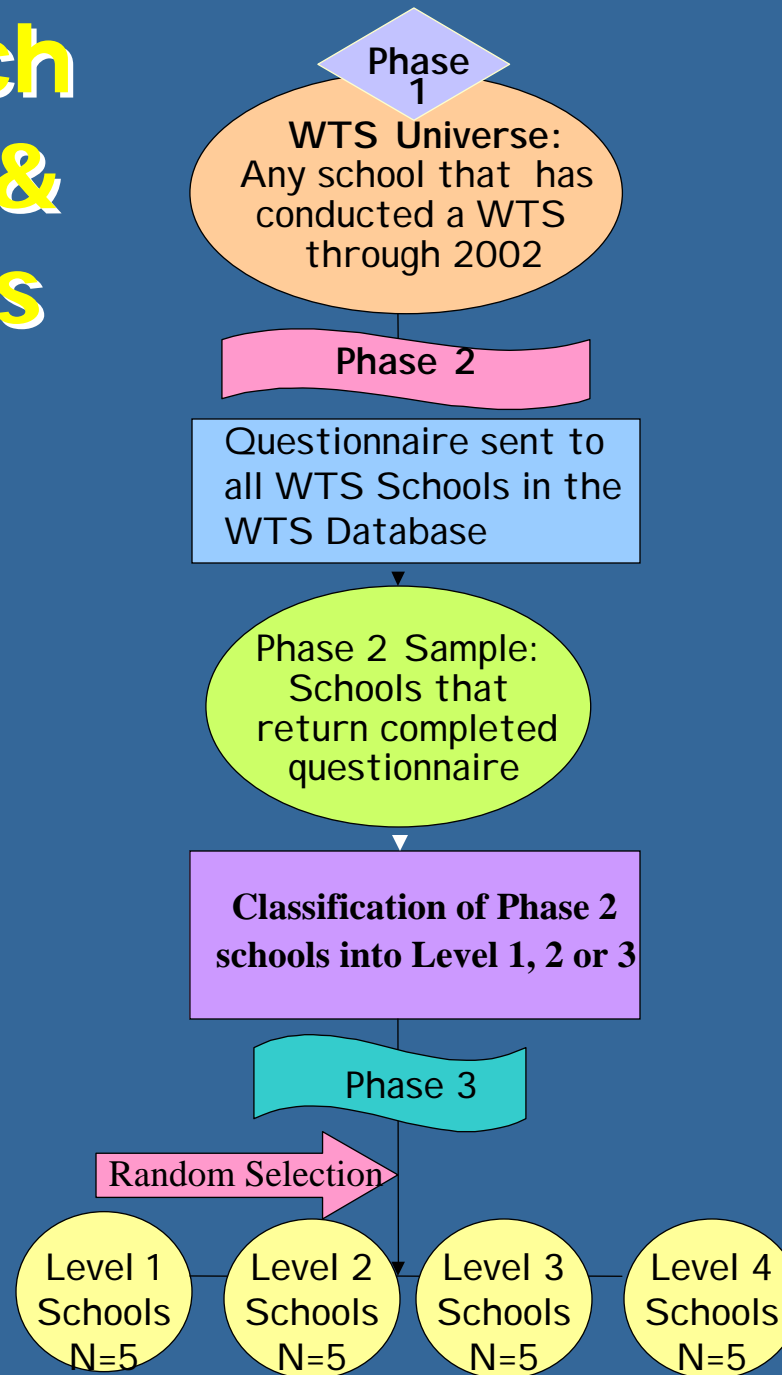 ch
&
s
Phase
1
WTS Universe:
Any school that has
conducted a WTS
through 2002
Phase 2
Questionnaire sent to
all WTS Schools in the
WTS Database
Phase 2 Sample:
Schools that
return completed
questionnaire
Classification of Phase 2
schools into Level 1, 2 or 3
Phase 3
Random Selection
Level 1
Schools
N=5
Level 2
Schools
N=5
Level 3
Schools
N=5
Level 4
Schools
N=5